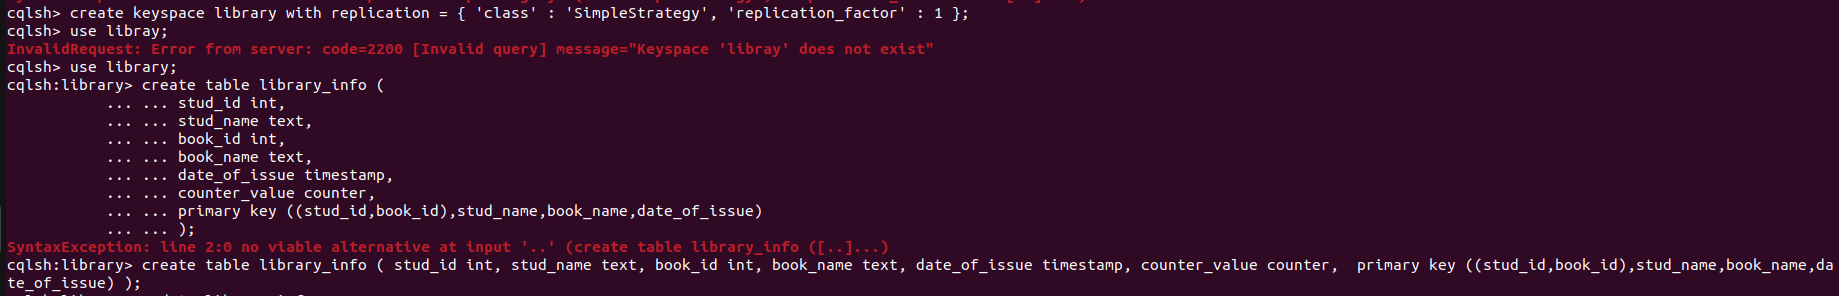 cqlsh> create keyspace library with replication = { 'class' : 'SimpleStrategy', 'replication_factor' : 1 };
cqlsh> use libray;
InvalidRequest: Error from server: code=2200 [Invalid query] message="Keyspace 'libray' does not exist"
cqlsh> use library;
cqlsh:library> create table library_info (
... ... stud_id int,
... ... stud_name text,
... ... book_id int,
... ... book_name text,
... ... date_of_issue timestamp,
... ... counter_value counter,
... ... primary key ((stud_id,book_id),stud_name,book_name,date_of_issue)
... ... );
SyntaxException: line 2:0 no viable alternative at input '..' (create table library_info ([..]...)
cqlsh:library> create table library_info ( stud_id int, stud_name text, book_id int, book_name text, date_of_issue timestamp, counter_value counter,  primary key ((stud_id,book_id),stud_name,book_name,da
te_of_issue) );